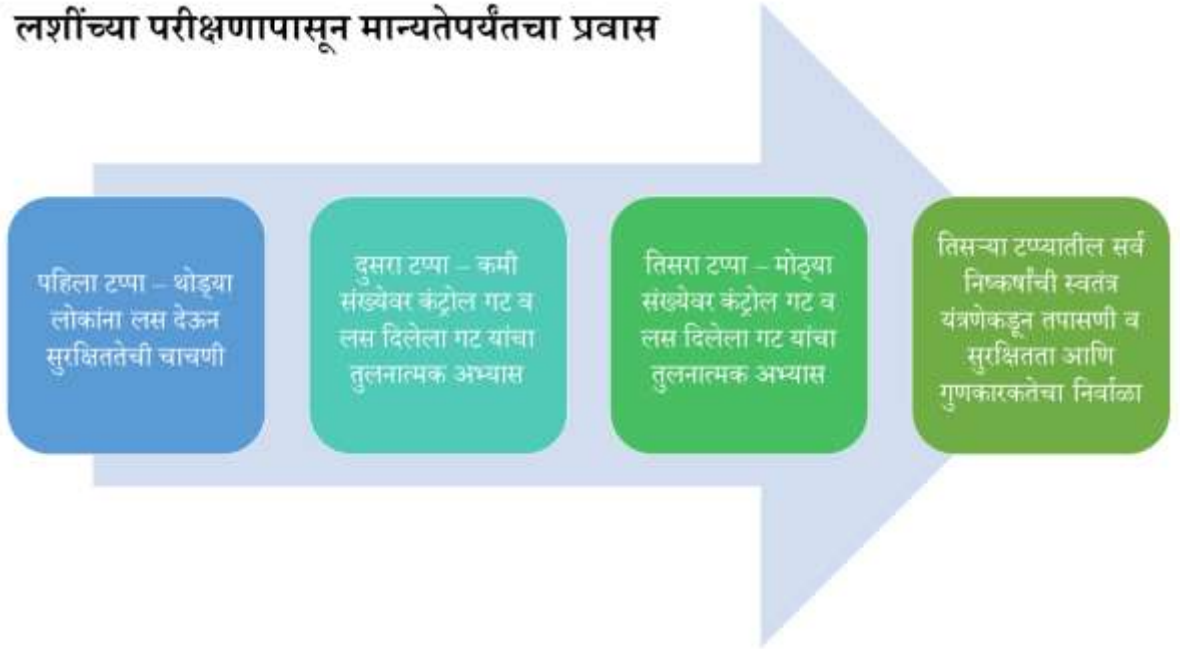 लशींच्या परीक्षणापासून मान्यतेपर्यंतचा प्रवास
पहिला टप्पा – थोड्या
लोकांना लस देऊन
सुरक्षिततेची चाचणी
दुसरा टप्पा – कमी
संख्येवर कंट्रोल गट व
लस दिलेला गट यांचा
तुलनात्मक अभ्यास
तिसरा टप्पा – मोठ्या
संख्येवर कंट्रोल गट व
लस दिलेला गट यांचा
तुलनात्मक अभ्यास
तिसऱ्या टप्प्यातील सर्व
निष्कर्षांची स्वतंत्र
यंत्रणेकडून तपासणी व
सुरक्षितता आणि
गुणकारकतेचा निर्वाळा